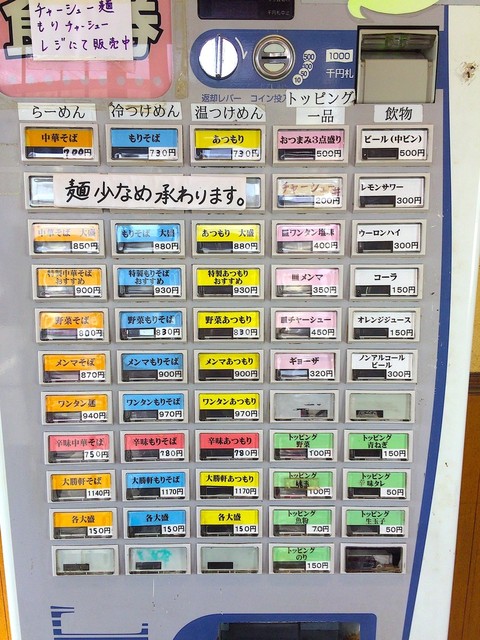 チャーシュー麺
もりチャーシュー
レジにて販売中
500
100
50
10
1000
千円札
返却レバー
コイン投入
トッピング
らーめん
冷つけめん
温つけめん
一品
飲物
中華そば
700円
もりそば
730円
あつもり
730円
おつまみ3点盛り
500円
ビール(中ビン)
500円
麺少なめ承わります。
チャーシュー
200円
レモンサワー
300円
中華そば 大盛
850円
もりそば 大盛
880円
あつもり 大盛
880円
皿ワンタン塩味
400円
ウーロンハイ
300円
特製中華そば
おすすめ
900円
特製もりそば
おすすめ
930円
特製あつもり
おすすめ
930円
皿メンマ
350円
コーラ
150円
野菜そば
800円
野菜もりそば
830円
野菜あつもり
830円
皿チャーシュー
450円
オレンジジュース
150円
メンマそば
870円
メンマもりそば
900円
メンマあつもり
900円
ギョーザ
320円
ノンアルコール
ビール
300円
ワンタン麺
940円
ワンタンもりそば
970円
ワンタンあつもり
970円
辛味中華そば
750円
辛味もりそば
780円
辛味あつもり
780円
トッピング
野菜
100円
トッピング
青ねぎ
150円
大勝軒そば
1140円
大勝軒もりそば
1170円
大勝軒あつもり
1170円
トッピング
100円
トッピング
辛味タレ
50円
各大盛
150円
各大盛
150円
各大盛
150円
トッピング
魚粉
70円
トッピング
生玉子
50円
トッピング
のり
150円